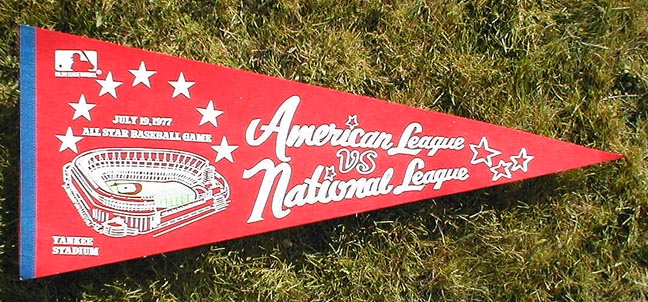 JULY 19, 1977
ALL STAR BASEBALL GAME
YANKEE
STADIUM
American League
VS
National League